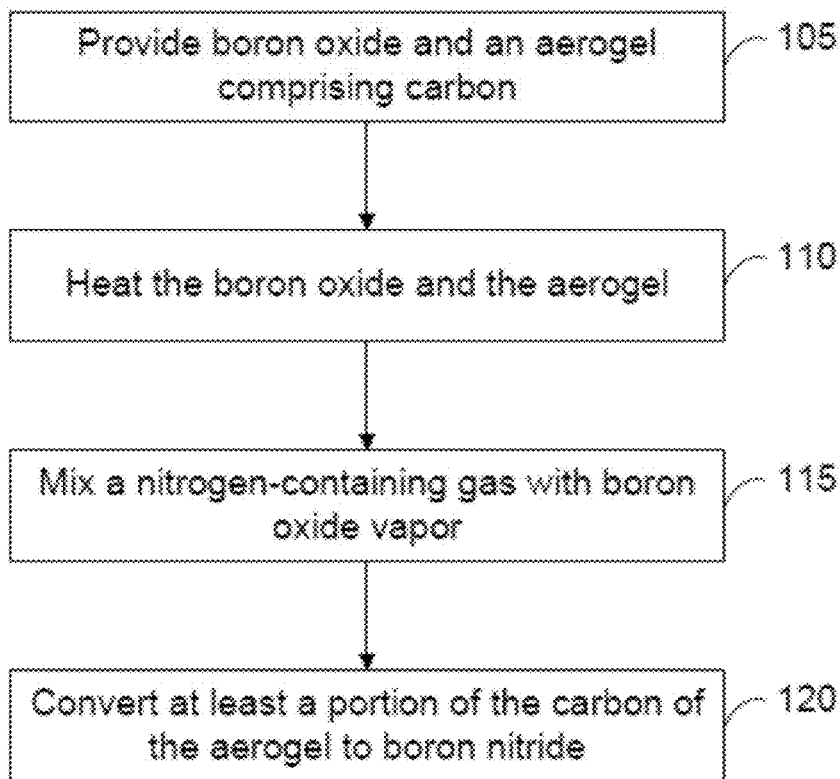 Provide boron oxide and an aerogel
comprising carbon
105
Heat the boron oxide and the aerogel
110
Mix a nitrogen-containing gas with boron
oxide vapor
115
Convert at least a portion of the carbon of
the aerogel to boron nitride
120